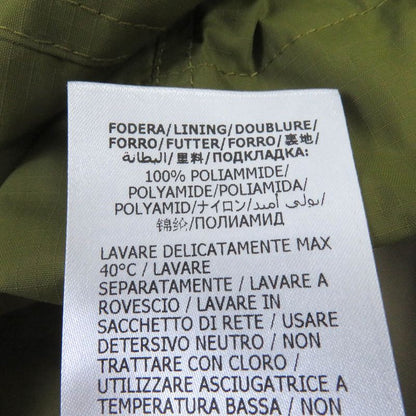 FODERA/LINING/DOUBLURE/
FORRO/FUTTER/FORRO/裏地/
البطانة/里料/ПОДКЛАДКА:
100% POLIAMMIDE/
POLYAMIDE/POLIAMIDA/
POLYAMID/ナイロン/بولي أميد/
锦纶/ПОЛИАМИД
LAVARE DELICATAMENTE MAX
40°C / LAVARE
SEPARATAMENTE / LAVARE A
ROVESCIO / LAVARE IN
SACCHETTO DI RETE / USARE
DETERSIVO NEUTRO / NON
TRATTARE CON CLORO /
UTILIZZARE ASCIUGATRICE A
TEMPERATURA BASSA / NON